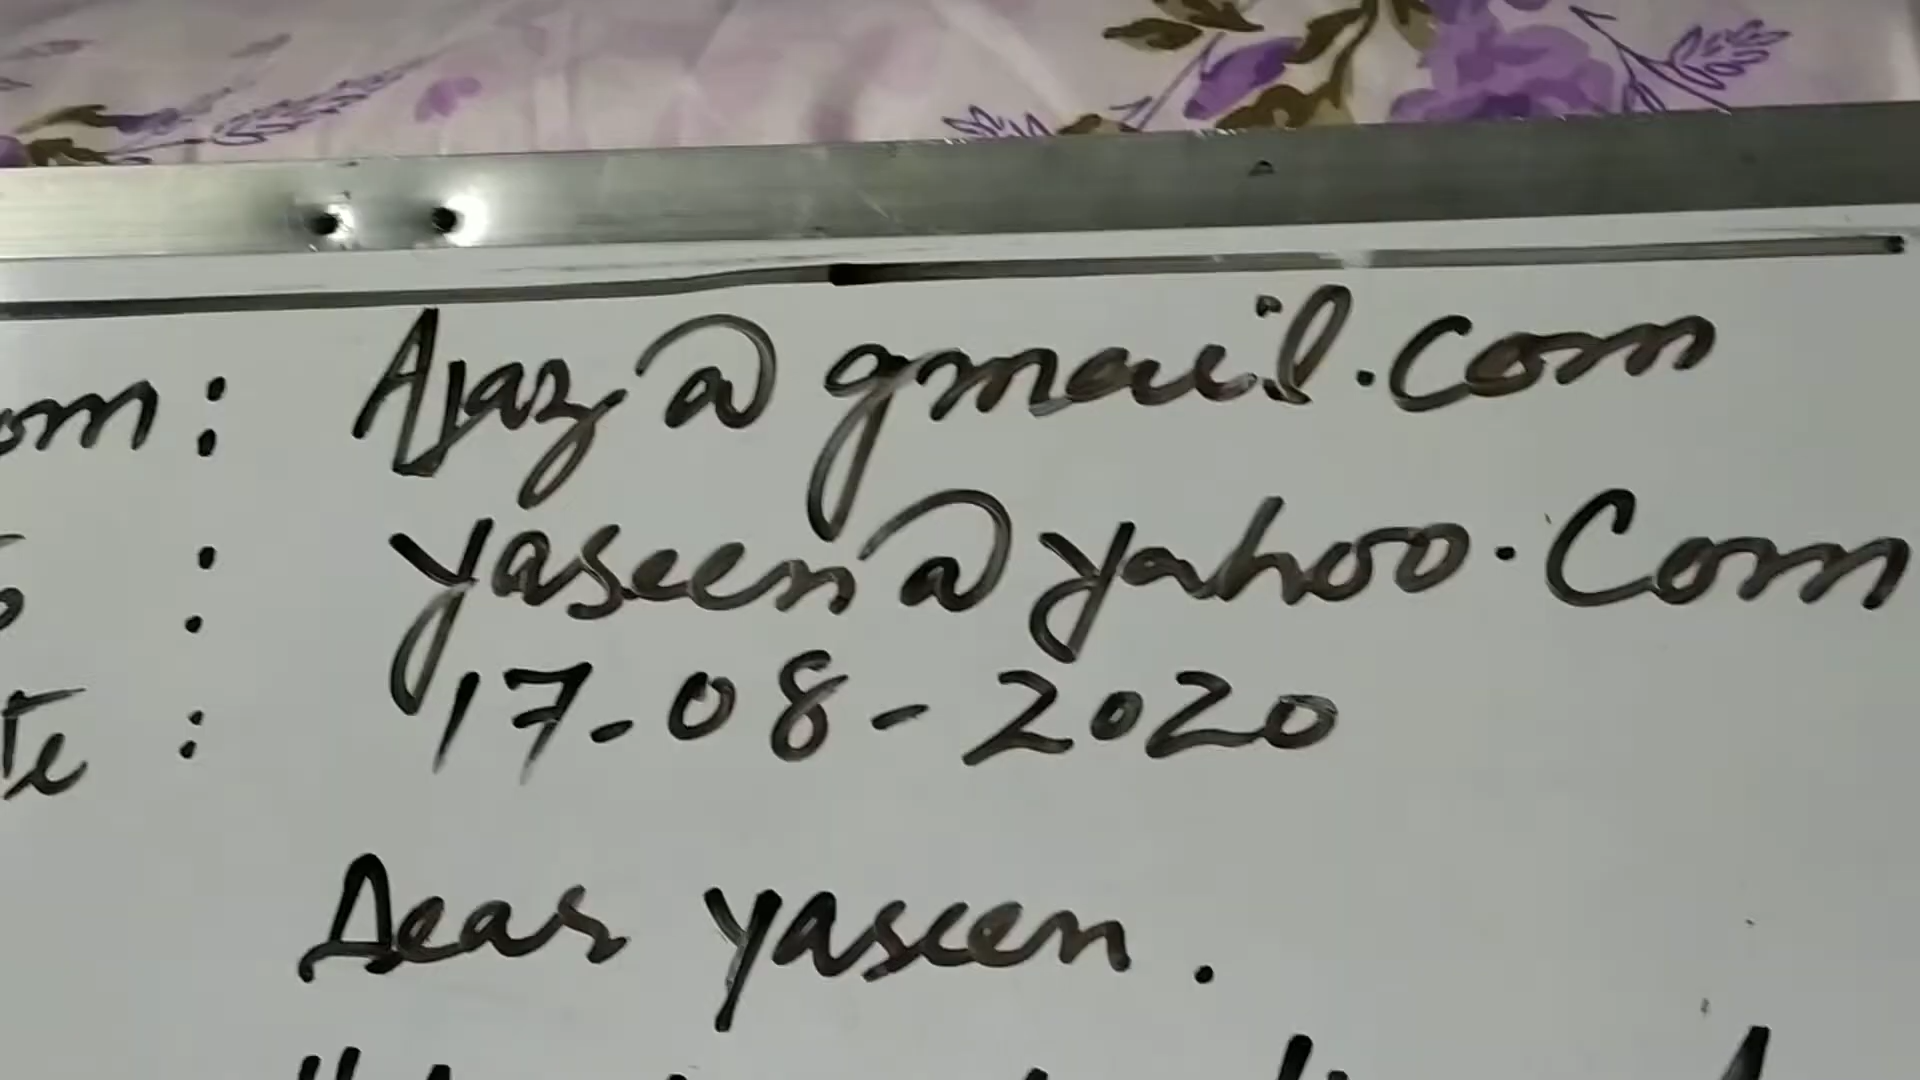 om : Ajaz@gmail.com
o : yaseen@yahoo.Com
te : 17-08-2020
Dear yaseen.